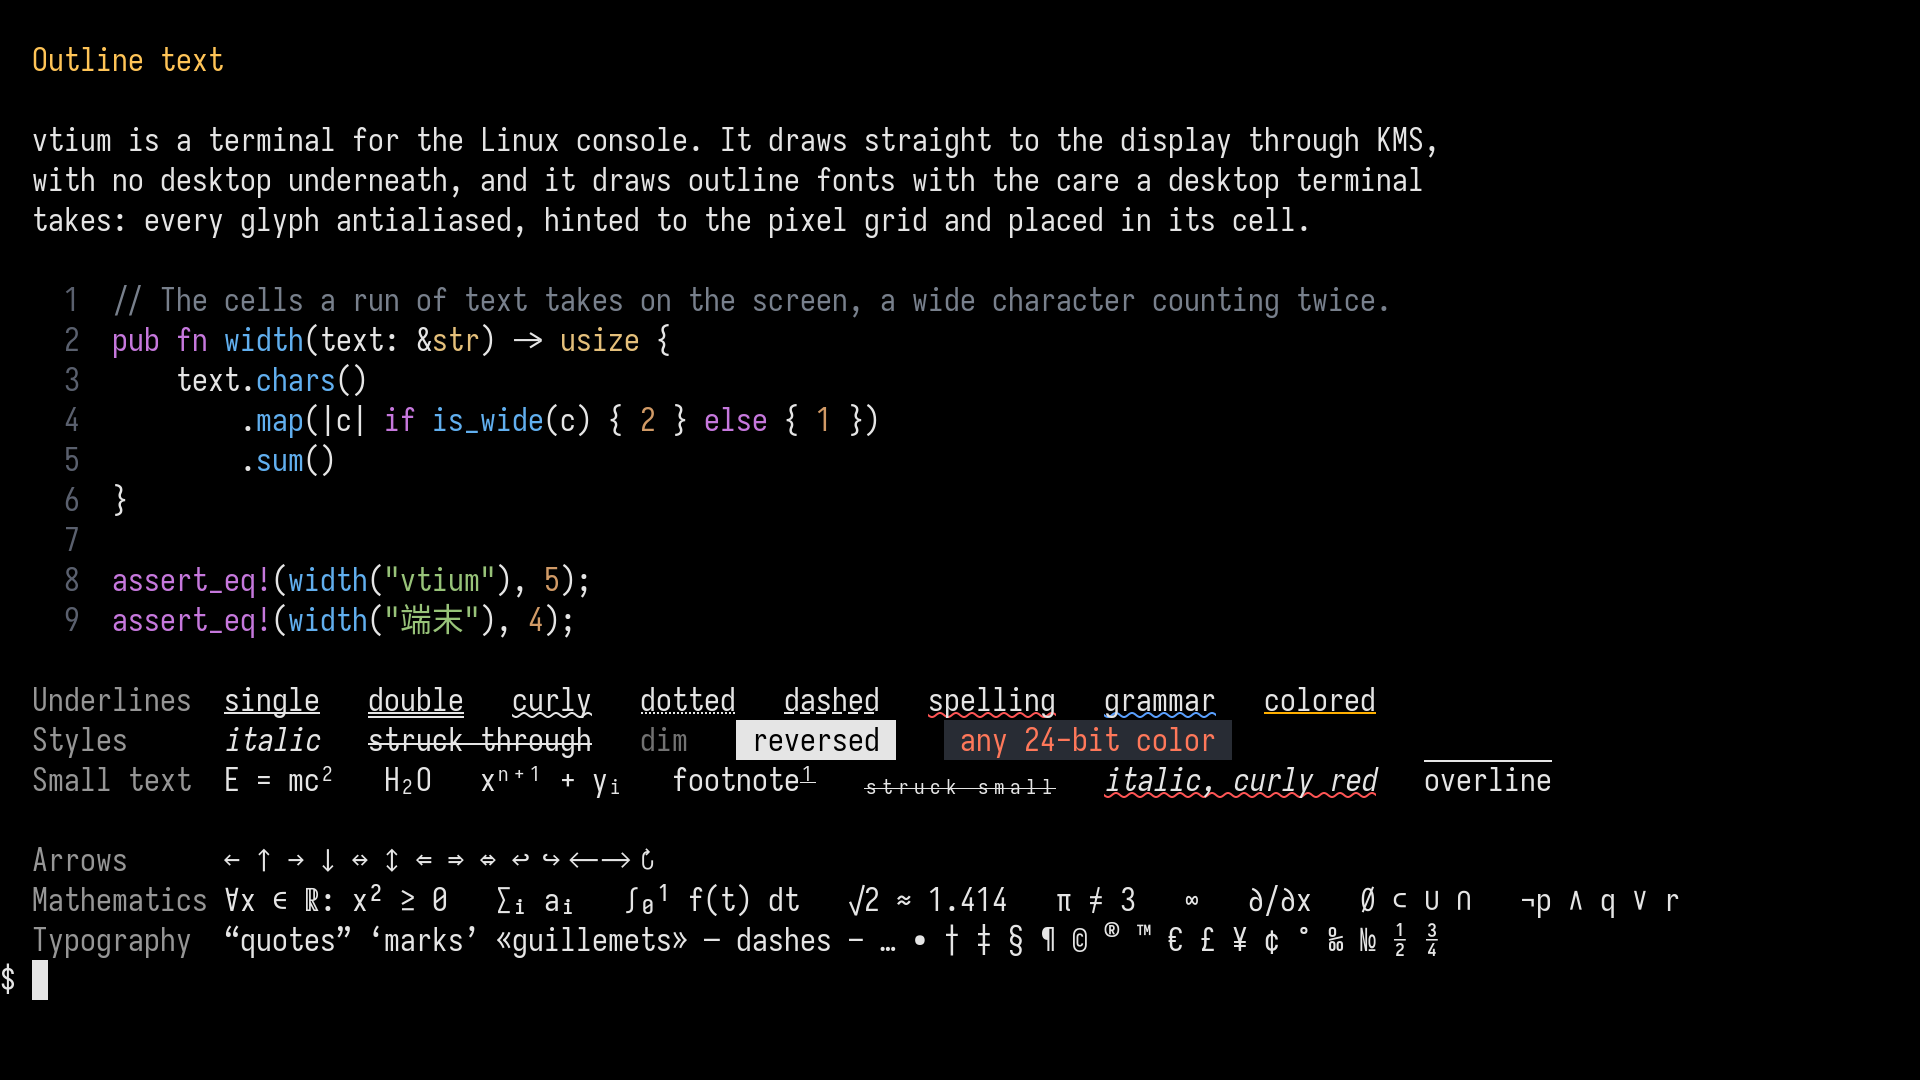 Outline text
vtium is a terminal for the Linux console. It draws straight to the display through KMS,
with no desktop underneath, and it draws outline fonts with the care a desktop terminal
takes: every glyph antialiased, hinted to the pixel grid and placed in its cell.
1  // The cells a run of text takes on the screen, a wide character counting twice.
2  pub fn width(text: &str) -> usize {
3      text.chars()
4          .map(|c| if is_wide(c) { 2 } else { 1 })
5          .sum()
6  }
7
8  assert_eq!(width("vtium"), 5);
9  assert_eq!(width("端末"), 4);
Underlines  single   double   curly   dotted   dashed   spelling   grammar   colored
Styles      italic   struck through   dim   reversed   any 24-bit color
Small text  E = mc²   H₂O   xⁿ⁺¹ + yᵢ   footnote¹   struck small   italic, curly red   overline
Arrows      ← ↑ → ↓ ↔ ↕ ⇐ ⇒ ⇔ ↩ ↪ ⟵⟶ ↻
Mathematics ∀x ∈ ℝ: x² ≥ 0   ∑ᵢ aᵢ   ∫₀¹ f(t) dt   √2 ≈ 1.414   π ≠ 3   ∞   ∂/∂x   Ø ⊂ ∪ ∩   ¬p ∧ q ∨ r
Typography  “quotes” ‘marks’ «guillemets» — dashes – … • † ‡ § ¶ © ® ™ € £ ¥ ¢ ° ‰ № ½ ¾
$